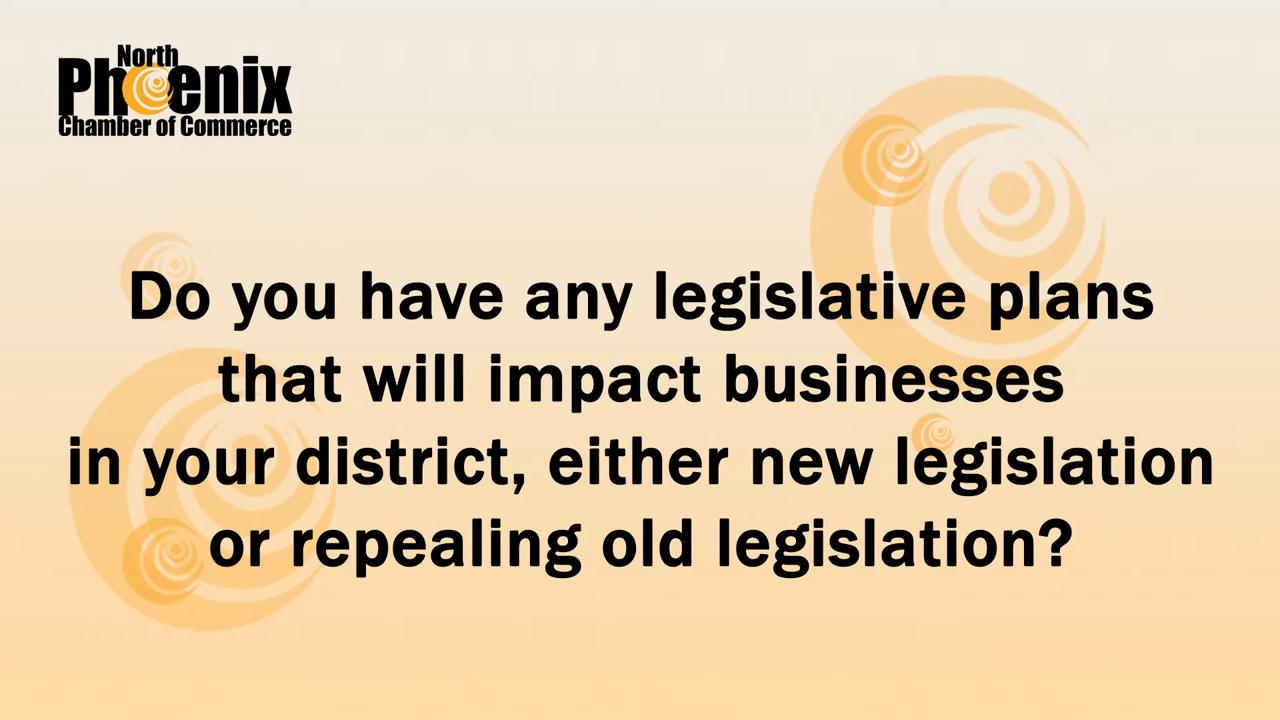 North
Phoenix
Chamber of Commerce
Do you have any legislative plans
that will impact businesses
in your district, either new legislation
or repealing old legislation?